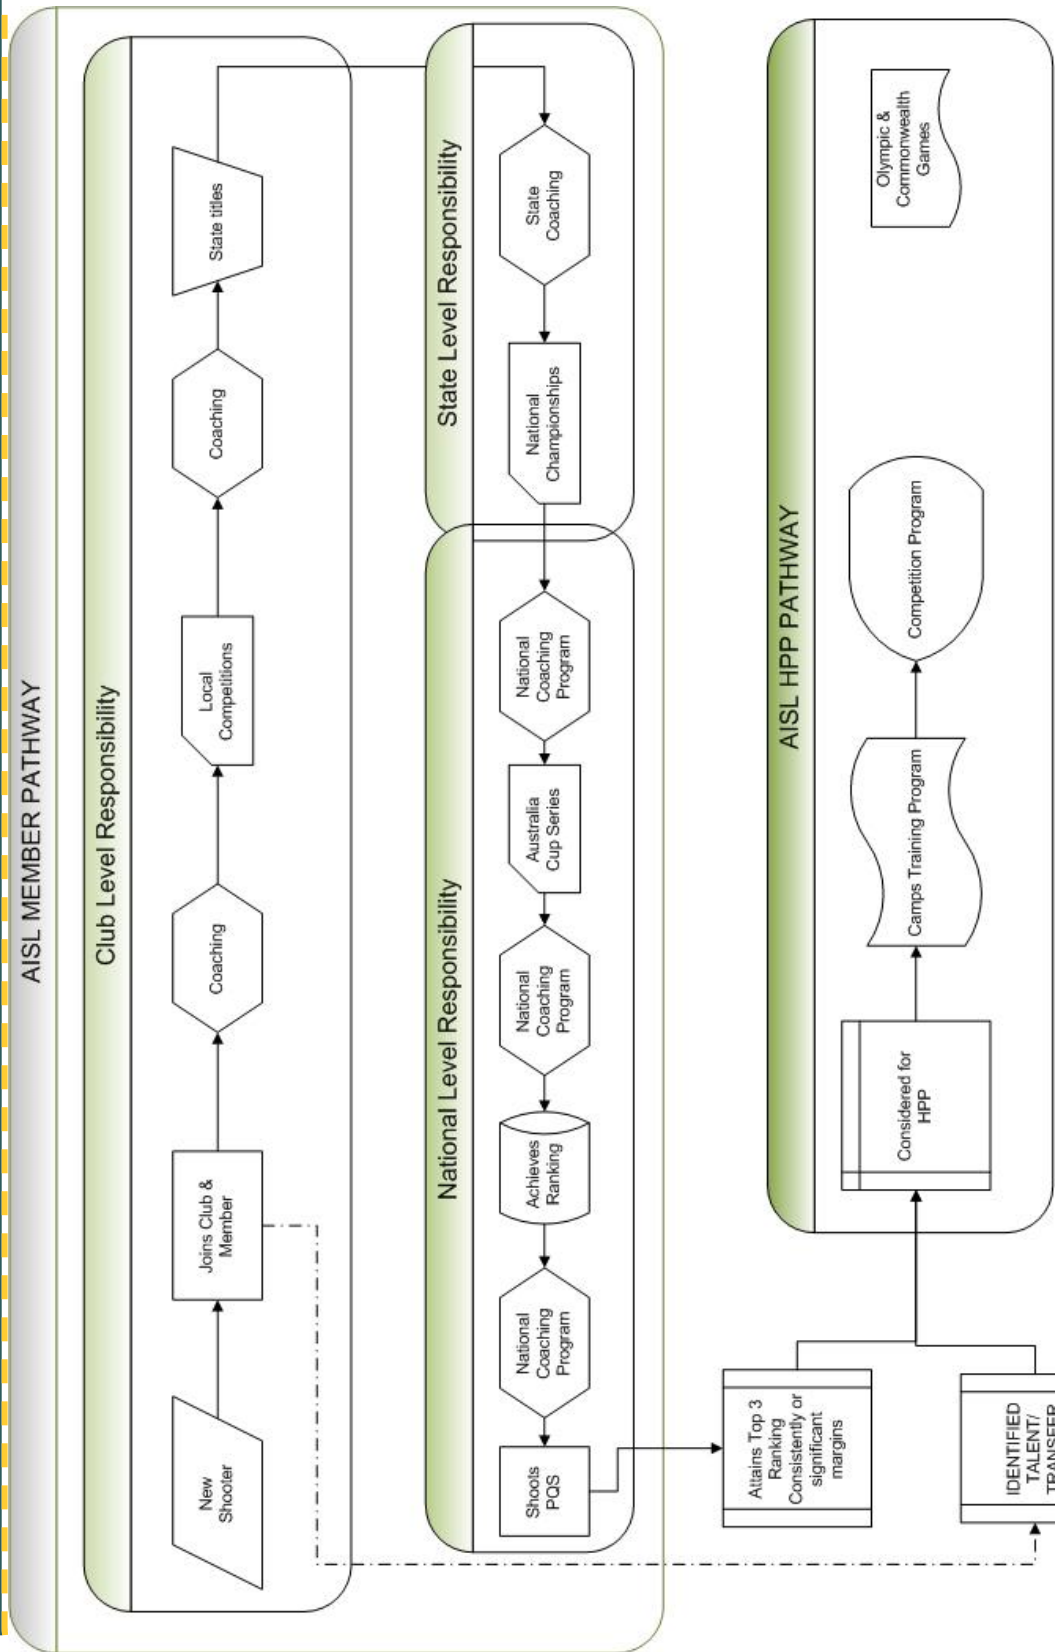 AISL MEMBER PATHWAY
Club Level Responsibility
New
Shooter
Joins Club &
Member
Coaching
Local
Competitions
Coaching
State titles
State Level Responsibility
State
Coaching
National
Championships
National Level Responsibility
National
Coaching
Program
Australia
Cup Series
National
Coaching
Program
Achieves
Ranking
National
Coaching
Program
Shoots
PQS
Attains Top 3
Ranking
Consistently or
significant
margins
IDENTIFIED
TALENT/
TRANSFER
AISL HPP PATHWAY
Considered for
HPP
Camps Training Program
Competition Program
Olympic &
Commonwealth
Games